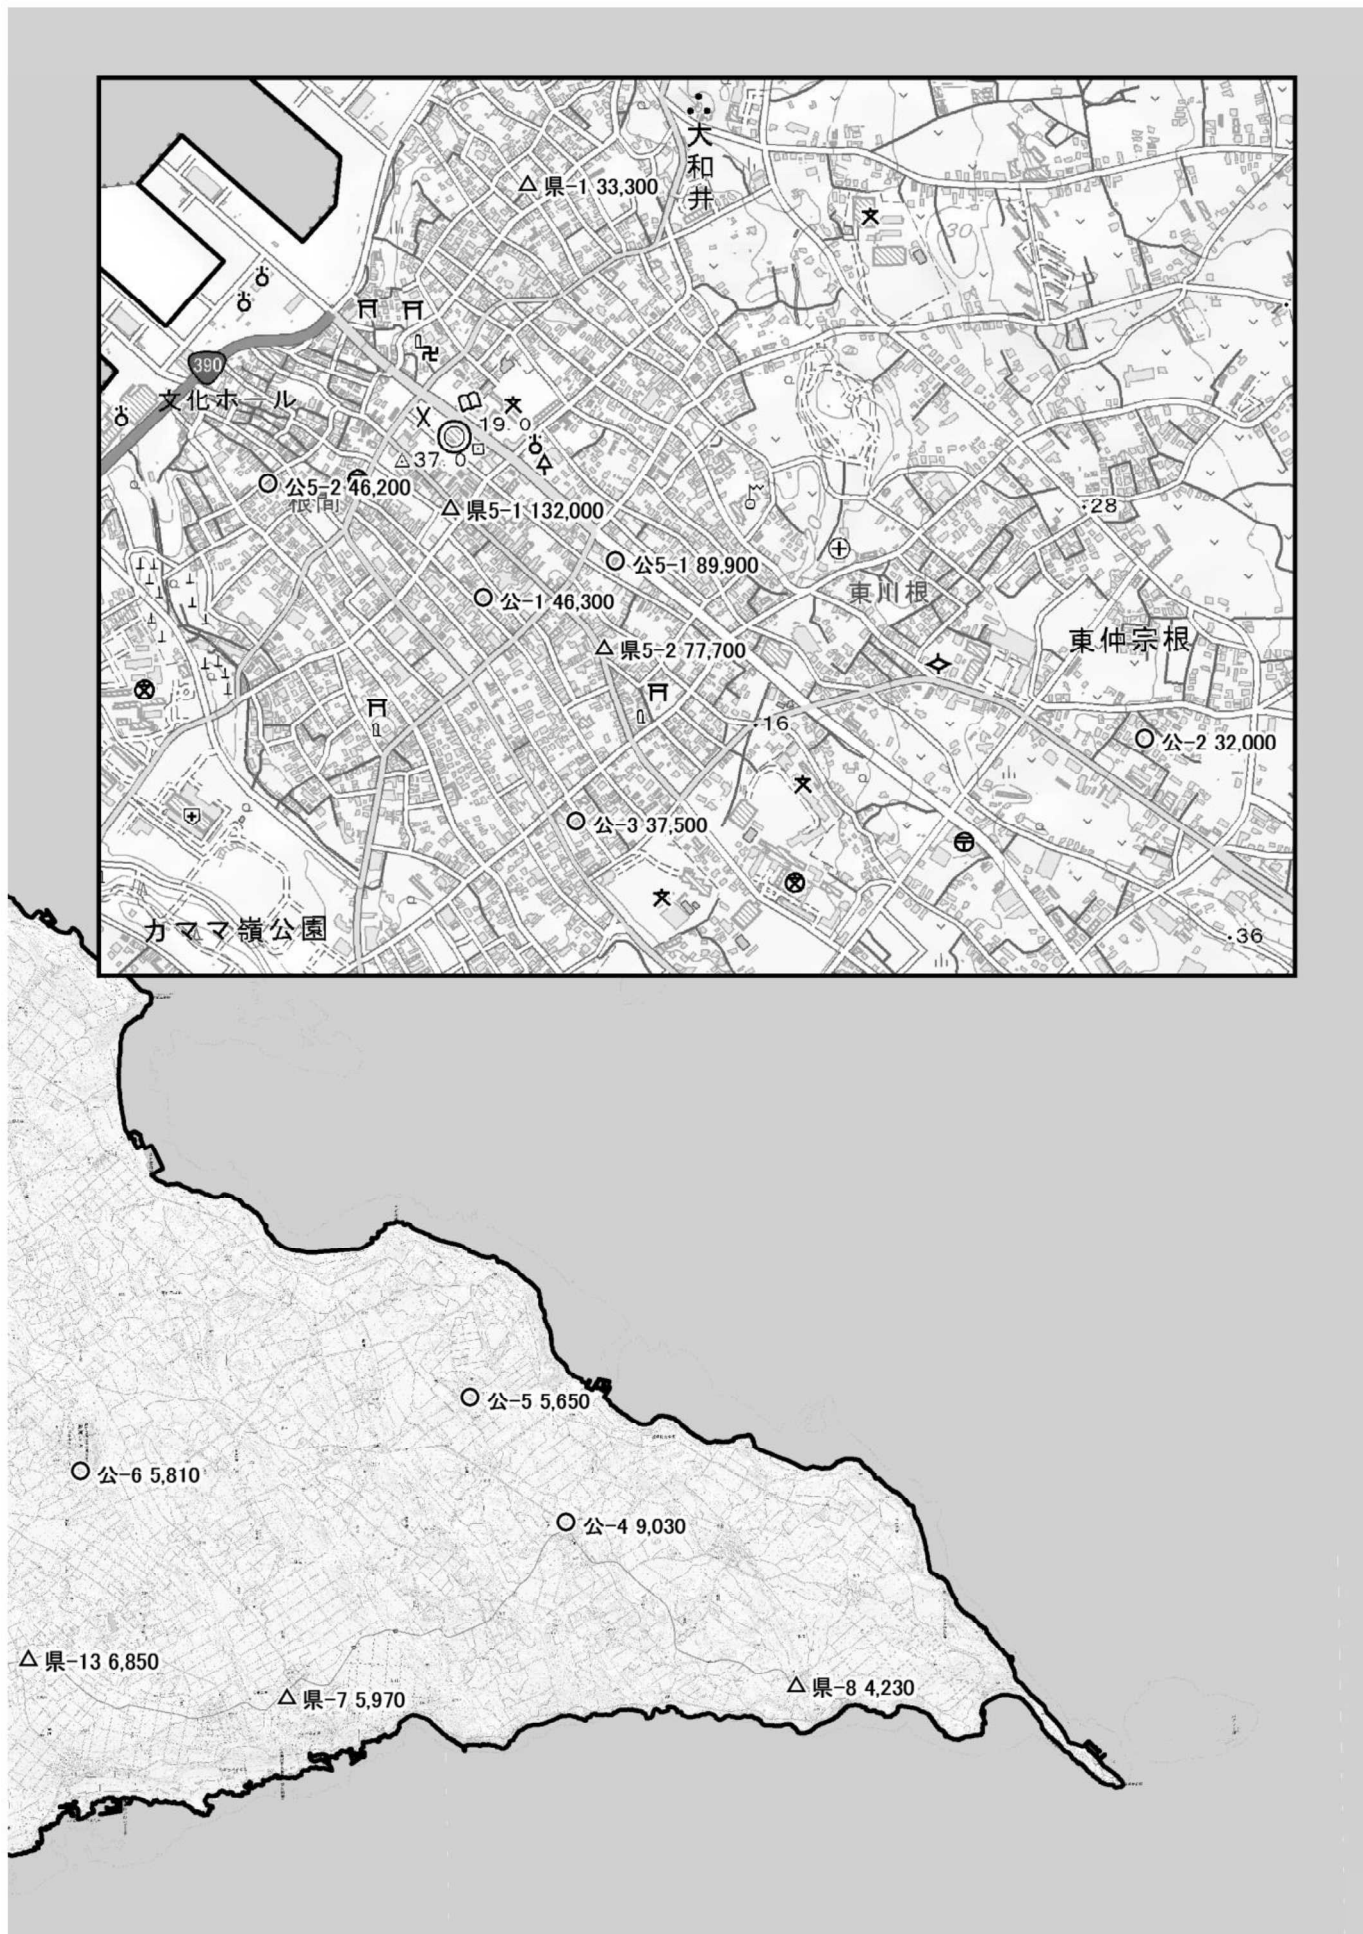 大和井
県-1 33,300
30
390
文化ホール
19.0
37.0
公5-2 46,200
根間
県5-1 132,000
28
公5-1 89,900
東川根
公-1 46,300
東仲宗根
県5-2 77,700
16
公-2 32,000
公-3 37,500
カママ嶺公園
36
公-5 5,650
公-6 5,810
公-4 9,030
県-13 6,850
県-7 5,970
県-8 4,230